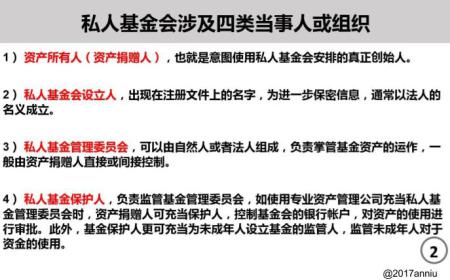 私人基金会涉及四类当事人或组织
1）资产所有人（资产捐赠人），也就是意图使用私人基金会安排的真正创始人。
2）私人基金会设立人，出现在注册文件上的名字，为进一步保密信息，通常以法人的
名义成立。
3）私人基金管理委员会，可以由自然人或者法人组成，负责掌管基金资产的运作，一
般由资产捐赠人直接或间接控制。
4）私人基金保护人，负责监管基金管理委员会，如使用专业资产管理公司充当私人基
金管理委员会时，资产捐赠人可充当保护人，控制基金会的银行帐户，对资产的使用进
行审批。此外，基金保护人更可充当为未成年人设立基金的监管人，监管未成年人对于
资金的使用。
2
@2017anniu